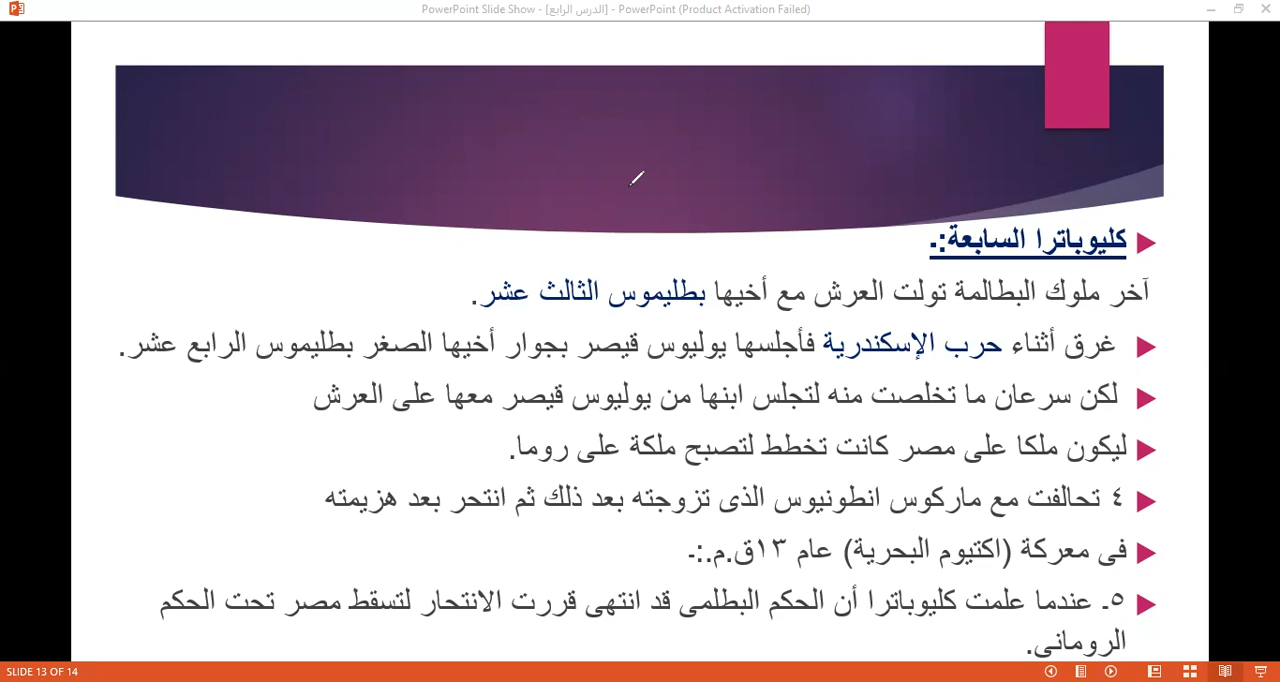 PowerPoint Slide Show - [الدرس الرابع] - PowerPoint (Product Activation Failed)
كليوباترا السابعة:-
آخر ملوك البطالمة تولت العرش مع أخيها بطليموس الثالث عشر.
غرق أثناء حرب الإسكندرية فأجلسها يوليوس قيصر بجوار أخيها الصغر بطليموس الرابع عشر.
لكن سرعان ما تخلصت منه لتجلس ابنها من يوليوس قيصر معها على العرش
ليكون ملكا على مصر كانت تخطط لتصبح ملكة على روما.
٤ تحالفت مع ماركوس انطونيوس الذى تزوجته بعد ذلك ثم انتحر بعد هزيمته
فى معركة (اكتيوم البحرية) عام ١٣ق.م.:-
٥- عندما علمت كليوباترا أن الحكم البطلمى قد انتهى قررت الانتحار لتسقط مصر تحت الحكم
الرومانى.
SLIDE 13 OF 14